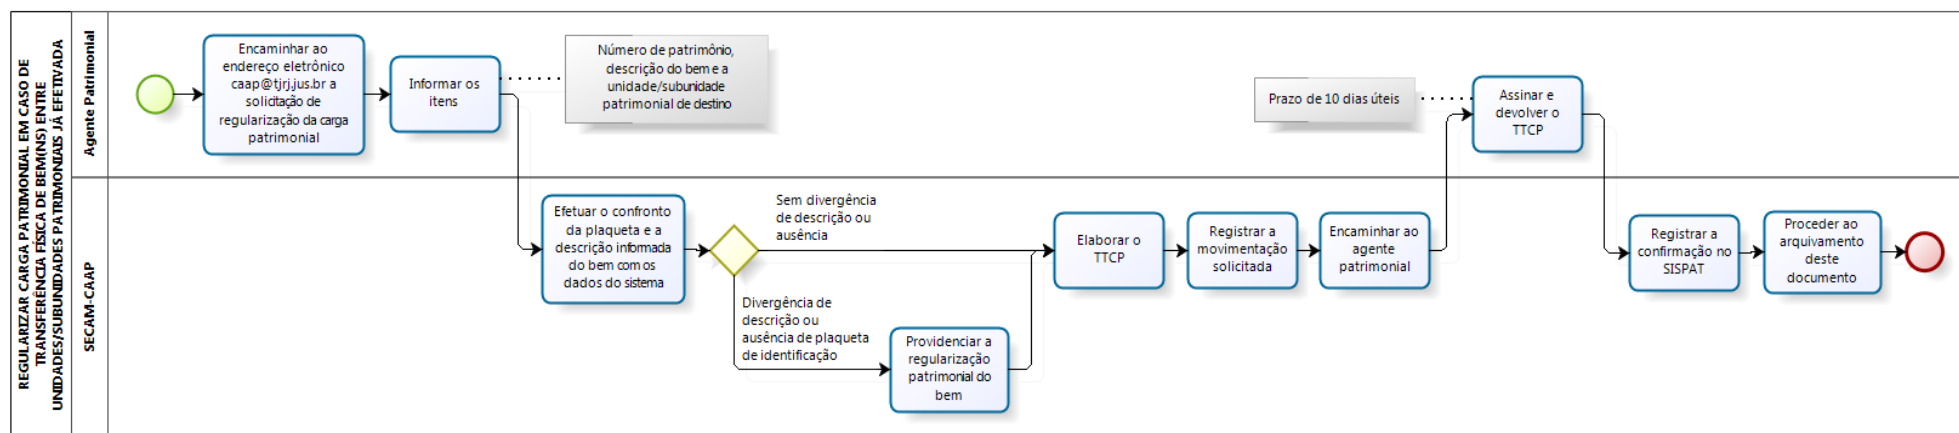 REGULARIZAR CARGA PATRIMONIAL EM CASO DE
TRANSFERÊNCIA FÍSICA DE BEM(NS) ENTRE
UNIDADES/SUBUNIDADES PATRIMONIAIS JÁ EFETIVADA
Agente Patrimonial
Encaminhar ao
endereço eletrônico
caap@tjrj.jus.br a
solicitação de
regularização da carga
patrimonial
Informar os
itens
Número de patrimônio,
descrição do bem e a
unidade/subunidade
patrimonial de destino
Prazo de 10 dias úteis
Assinar e
devolver o
TTCP
SECAM-CAAP
Efetuar o confronto
da plaqueta e a
descrição informada
do bem com os
dados do sistema
Sem divergência
de descrição ou
ausência
Divergência de
descrição ou
ausência de plaqueta
de identificação
Providenciar a
regularização
patrimonial do
bem
Elaborar o
TTCP
Registrar a
movimentação
solicitada
Encaminhar ao
agente
patrimonial
Registrar a
confirmação no
SISPAT
Proceder ao
arquivamento
deste
documento